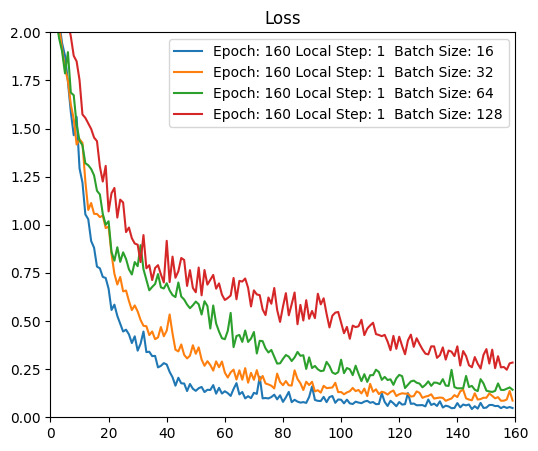 Loss
2.00
1.75
1.50
1.25
1.00
0.75
0.50
0.25
0.00
Epoch: 160 Local Step: 1  Batch Size: 16
Epoch: 160 Local Step: 1  Batch Size: 32
Epoch: 160 Local Step: 1  Batch Size: 64
Epoch: 160 Local Step: 1  Batch Size: 128
0 20 40 60 80 100 120 140 160